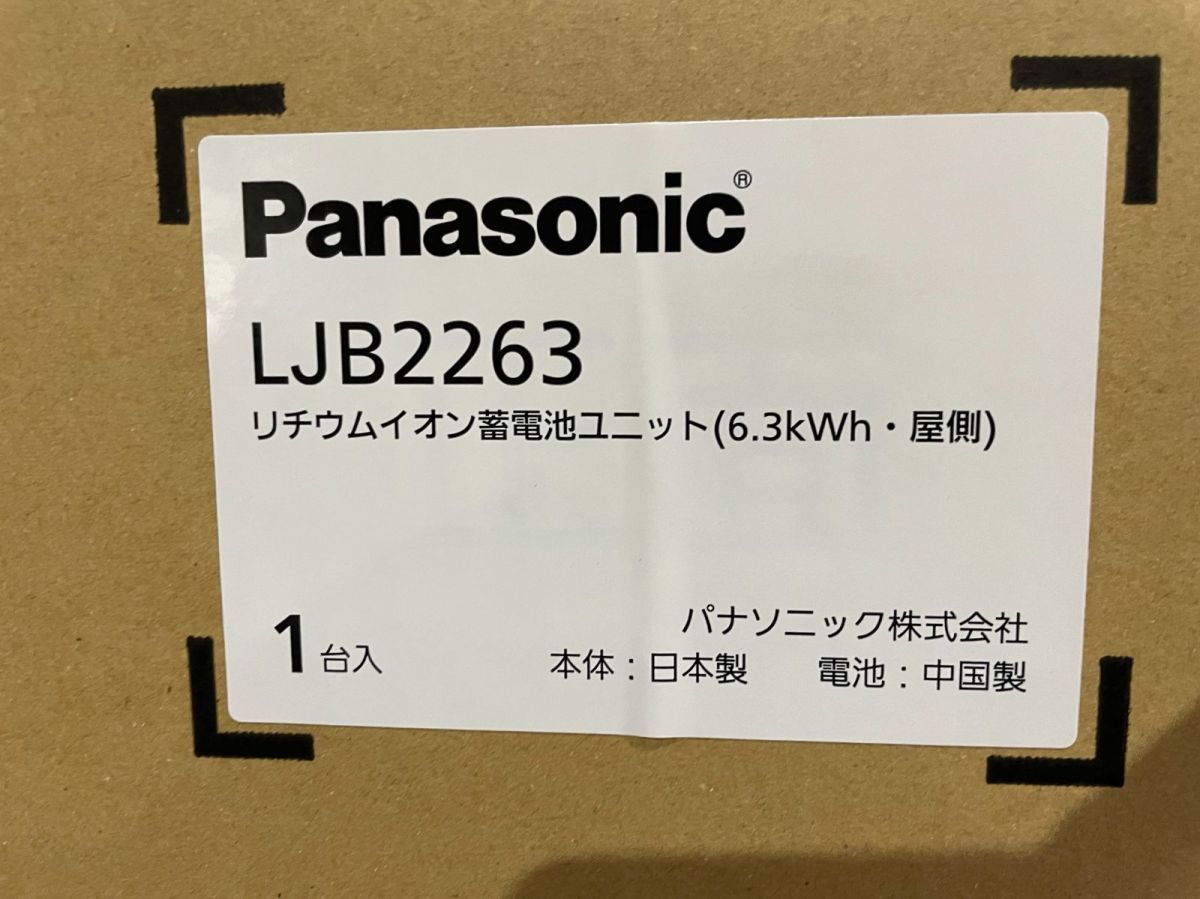 Panasonic®
LJB2263
リチウムイオン蓄電池ユニット(6.3kWh・屋側)
1台入
パナソニック株式会社
本体：日本製 電池：中国製